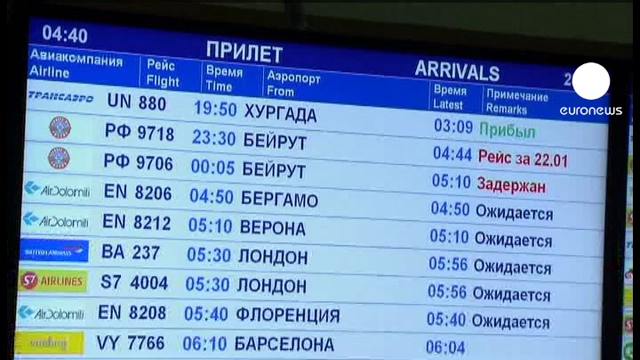 04:40 ПРИЛЕТ ARRIVALS 2
Авиакомпания Рейс Время Аэропорт Время Примечание
Airline Flight Time From Latest Remarks
euronews
ТРАНСАЭРО UN 880 19:50 ХУРГАДА 03:09 Прибыл
РФ 9718 23:30 БЕЙРУТ 04:44 Рейс за 22.01
РФ 9706 00:05 БЕЙРУТ 05:10 Задержан
AirDolomiti EN 8206 04:50 БЕРГАМО 04:50 Ожидается
AirDolomiti EN 8212 05:10 ВЕРОНА 05:10 Ожидается
BRITISH AIRWAYS BA 237 05:30 ЛОНДОН 05:56 Ожидается
S7 AIRLINES S7 4004 05:30 ЛОНДОН 05:56 Ожидается
AirDolomiti EN 8208 05:40 ФЛОРЕНЦИЯ 05:40 Ожидается
vueling VY 7766 06:10 БАРСЕЛОНА 06:04